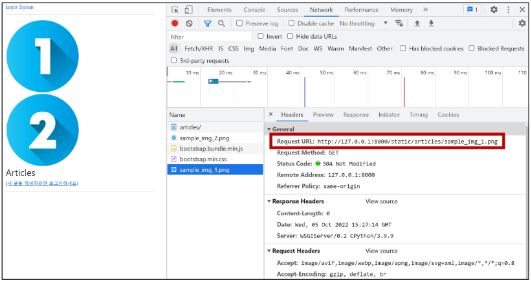 Login Signup
1
2
Articles
[새 글을 작성하려면 로그인하세요]
Elements Console Sources Network Performance Memory 1
Preserve log Disable cache No throttling
Filter Invert Hide data URLs
All Fetch/XHR JS CSS Img Media Font Doc WS Wasm Manifest Other Has blocked cookies Blocked Requests
3rd-party requests
10 ms 20 ms 30 ms 40 ms 50 ms 60 ms 70 ms 80 ms 90 ms 100 ms 110
Name
articles/
sample_img_2.png
bootstrap.bundle.min.js
bootstrap.min.css
sample_img_1.png
Headers Preview Response Initiator Timing Cookies
General
Request URL: http://127.0.0.1:8000/static/articles/sample_img_1.png
Request Method: GET
Status Code: 304 Not Modified
Remote Address: 127.0.0.1:8000
Referrer Policy: same-origin
Response Headers View source
Content-Length: 0
Date: Wed, 05 Oct 2022 15:27:14 GMT
Server: WSGIServer/0.2 CPython/3.9.9
Request Headers View source
Accept: image/avif,image/webp,image/apng,image/svg+xml,image/*,*/*;q=0.8
Accept-Encoding: gzip, deflate, br